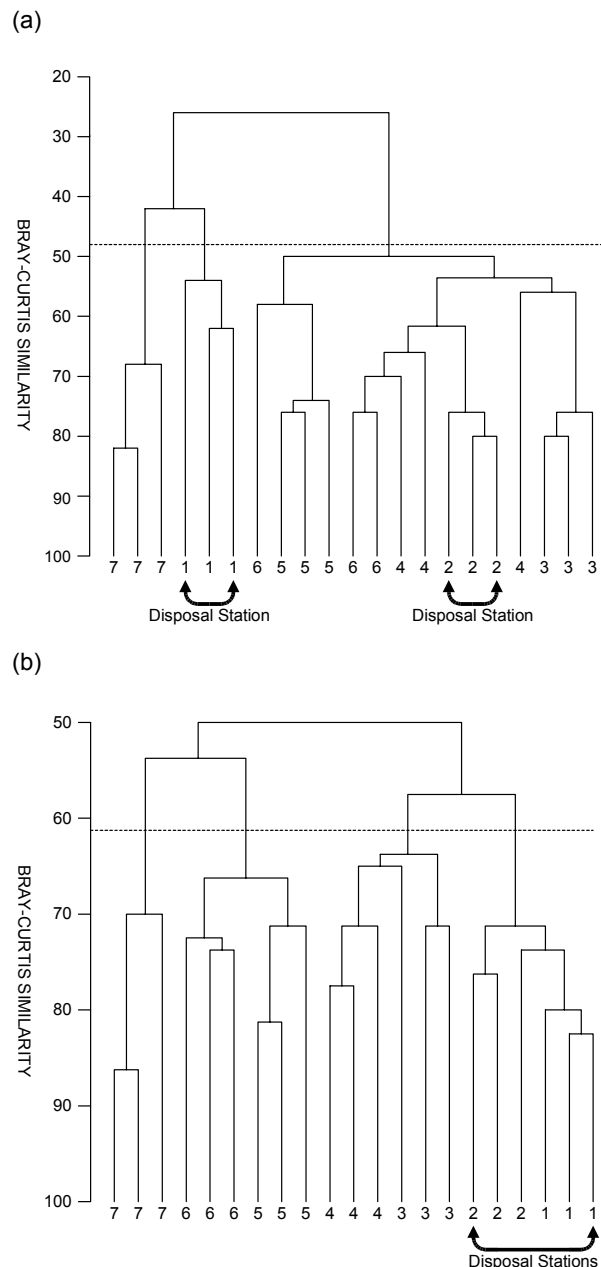 (a)
20
30
40
50
60
70
80
90
100
BRAY-CURTIS SIMILARITY
7 7 7 1 1 1 6 5 5 5 6 6 4 4 2 2 2 4 3 3 3
Disposal Station Disposal Station
(b)
50
60
70
80
90
100
BRAY-CURTIS SIMILARITY
7 7 7 6 6 6 5 5 5 4 4 4 3 3 3 2 2 2 1 1 1
Disposal Stations